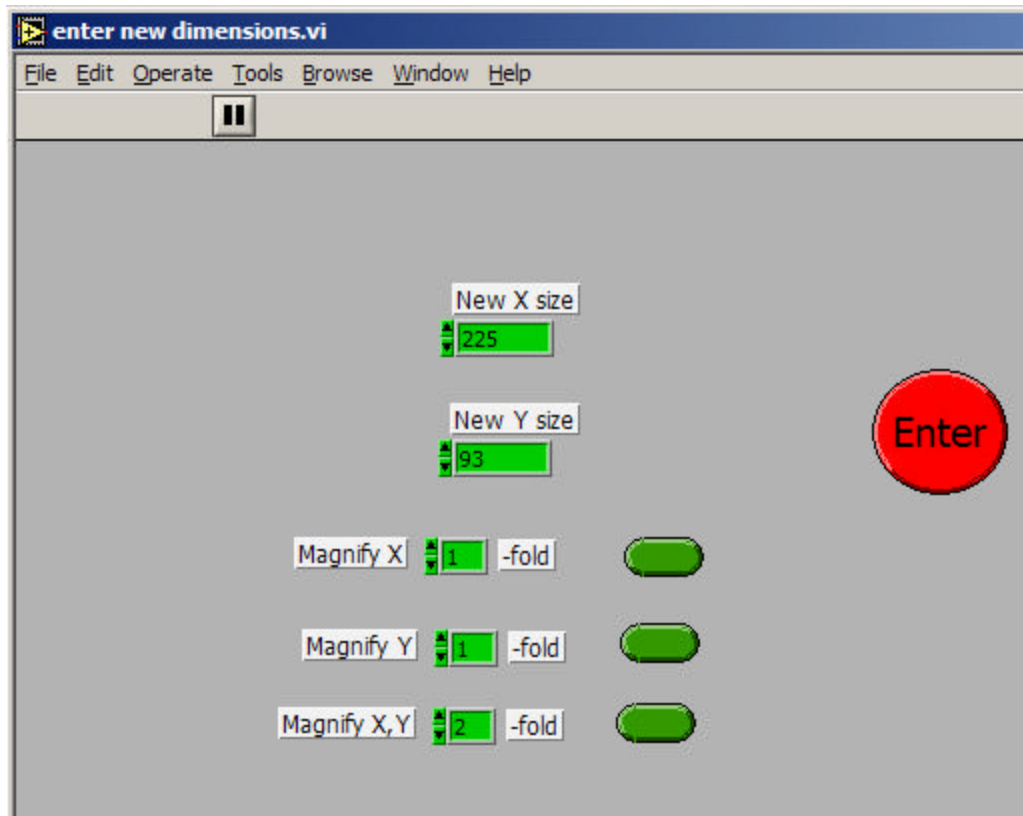 enter new dimensions.vi
File Edit Operate Tools Browse Window Help
New X size
225
New Y size
93
Enter
Magnify X 1 -fold
Magnify Y 1 -fold
Magnify X,Y 2 -fold